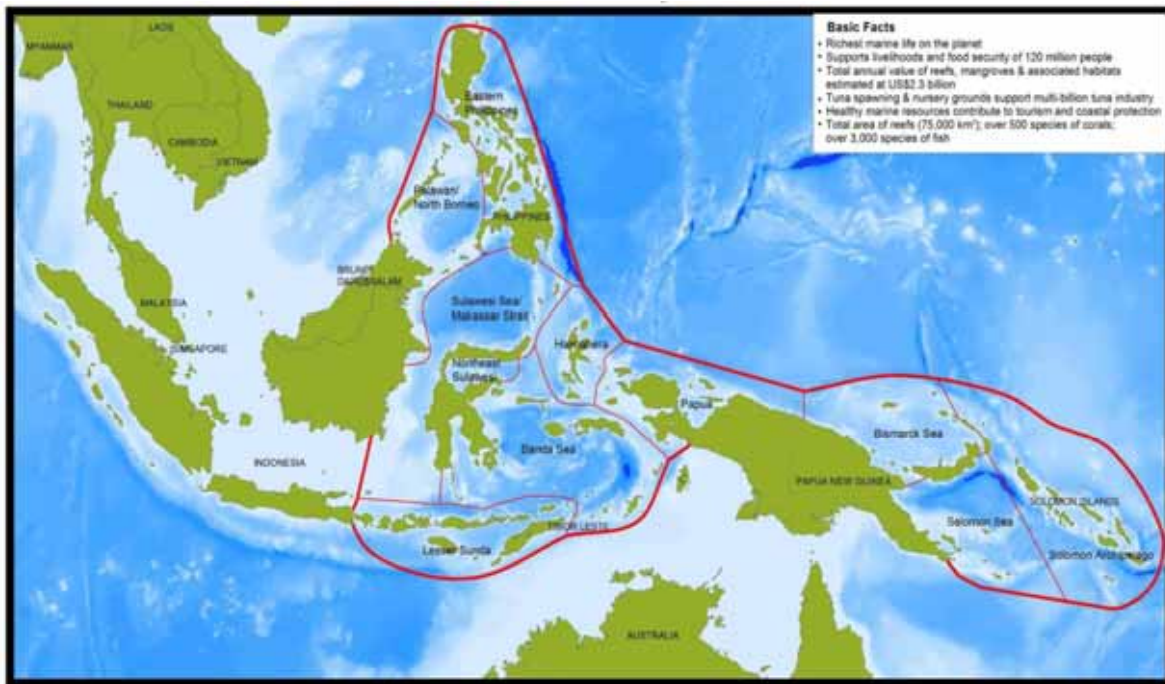 Basic Facts
• Richest marine life on the planet
• Supports livelihoods and food security of 120 million people
• Total annual value of reefs, mangroves & associated habitats
estimated at US$2.3 billion
• Tuna spawning & nursery grounds support multi-billion tuna industry
• Healthy marine resources contribute to tourism and coastal protection
• Total area of reefs (75,000 km²); over 500 species of corals;
over 3,000 species of fish
LAOS
MYANMAR
THAILAND
CAMBODIA
VIETNAM
Eastern
Philippines
Palawan/
North Borneo
PHILIPPINES
BRUNEI
DARUSSALAM
MALAYSIA
SINGAPORE
Sulawesi Sea/
Makassar Strait
Halmahera
Northeast
Sulawesi
Papua
Bismarck Sea
Banda Sea
INDONESIA
PAPUA NEW GUINEA
SOLOMON ISLANDS
Solomon Sea
TIMOR LESTE
Lesser Sunda
Solomon Archipelago
AUSTRALIA